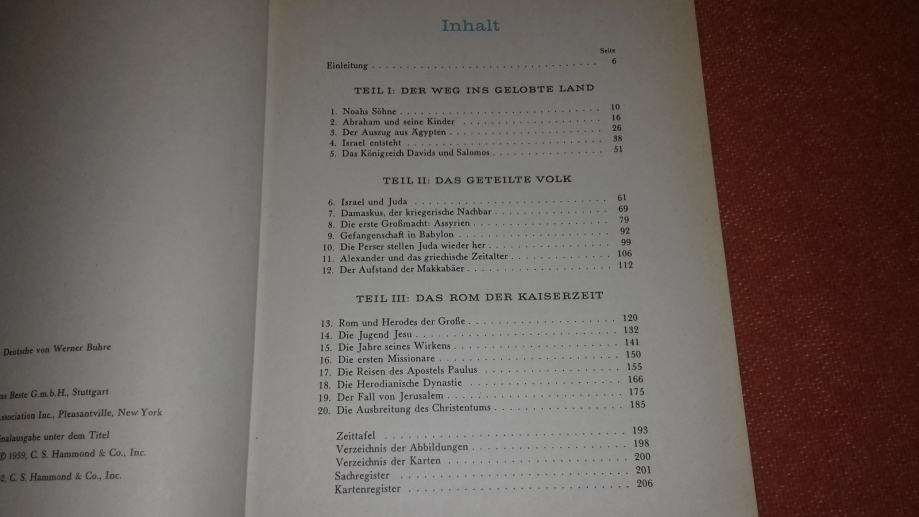 Deutsche von Werner Buhre
Beste G.m.b.H., Stuttgart
Association Inc., Pleasantville, New York
unter dem Titel
© 1959, C. S. Hammond & Co., Inc.
C. S. Hammond & Co., Inc.
Inhalt
Seite
Einleitung 6
TEIL I: DER WEG INS GELOBTE LAND
1. Noahs Söhne 10
2. Abraham und seine Kinder 16
3. Der Auszug aus Ägypten 26
4. Israel entsteht 38
5. Das Königreich Davids und Salomos 51
TEIL II: DAS GETEILTE VOLK
6. Israel und Juda 61
7. Damaskus, der kriegerische Nachbar 69
8. Die erste Großmacht: Assyrien 79
9. Gefangenschaft in Babylon 92
10. Die Perser stellen Juda wieder her 99
11. Alexander und das griechische Zeitalter 106
12. Der Aufstand der Makkabäer 112
TEIL III: DAS ROM DER KAISERZEIT
13. Rom und Herodes der Große 120
14. Die Jugend Jesu 132
15. Die Jahre seines Wirkens 141
16. Die ersten Missionare 150
17. Die Reisen des Apostels Paulus 155
18. Die Herodianische Dynastie 166
19. Der Fall von Jerusalem 175
20. Die Ausbreitung des Christentums 185
Zeittafel 193
Verzeichnis der Abbildungen 198
Verzeichnis der Karten 200
Sachregister 201
Kartenregister 206